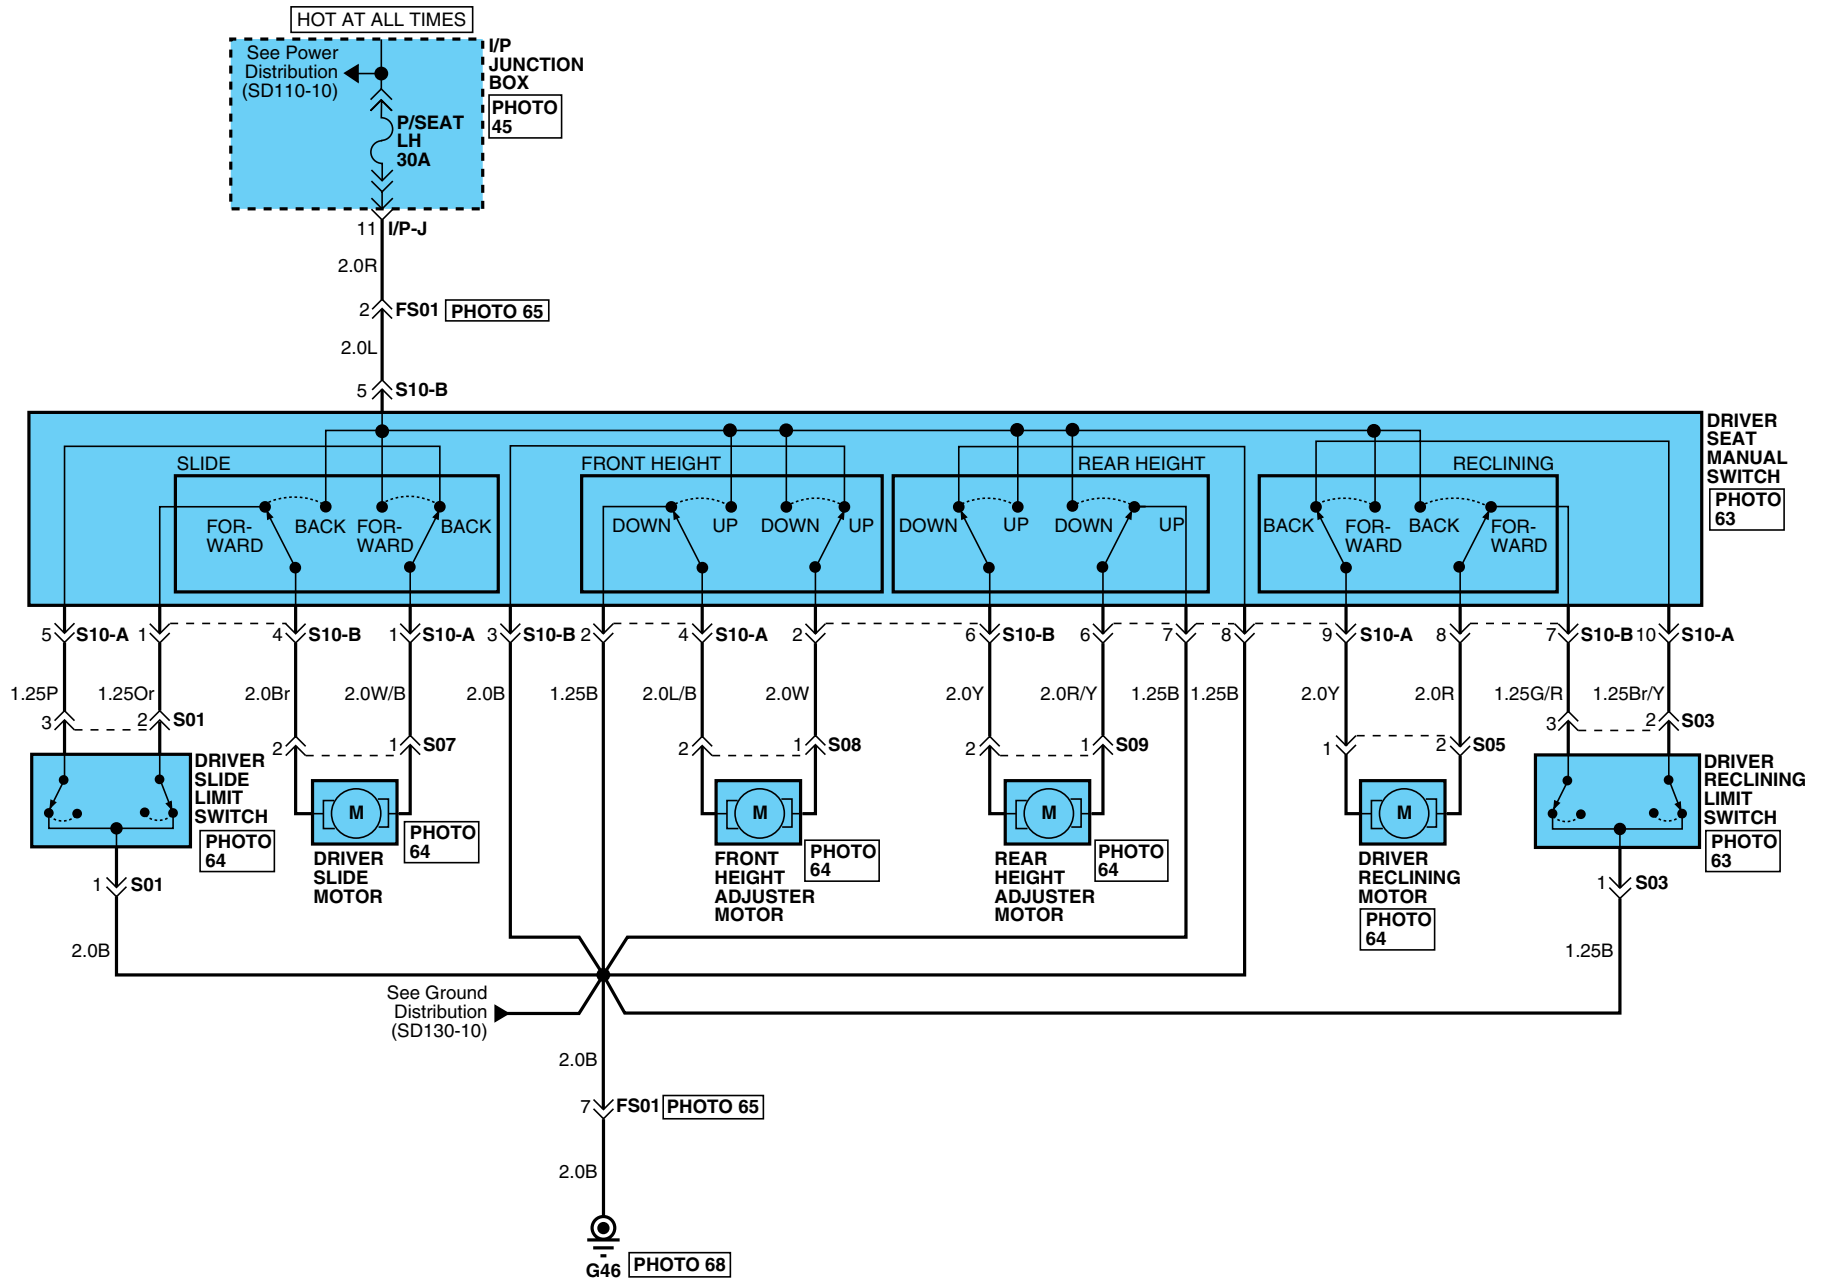 HOT AT ALL TIMES
See Power
Distribution
(SD110-10)
I/P
JUNCTION
BOX
PHOTO
45
P/SEAT
LH
30A
11 I/P-J
2.0R
2 FS01 PHOTO 65
2.0L
5 S10-B
DRIVER
SEAT
MANUAL
SWITCH
PHOTO
63
SLIDE
FRONT HEIGHT
REAR HEIGHT
RECLINING
FOR-
WARD
BACK
FOR-
WARD
BACK
DOWN
UP
DOWN
UP
DOWN
UP
DOWN
UP
BACK
FOR-
WARD
BACK
FOR-
WARD
5 S10-A 1 4 S10-B 1 S10-A 3 S10-B 2 4 S10-A 2 6 S10-B 6 7 8 9 S10-A 8 7 S10-B 10 S10-A
1.25P 1.25Or 2.0Br 2.0W/B 2.0B 1.25B 2.0L/B 2.0W 2.0Y 2.0R/Y 1.25B 1.25B 2.0Y 2.0R 1.25G/R 1.25Br/Y
3 2 S01
2 1 S07
2 1 S08
2 1 S09
1 2 S05
3 2 S03
DRIVER
SLIDE
LIMIT
SWITCH
PHOTO
64
M
DRIVER
SLIDE
MOTOR
PHOTO
64
M
FRONT
HEIGHT
ADJUSTER
MOTOR
PHOTO
64
M
REAR
HEIGHT
ADJUSTER
MOTOR
PHOTO
64
M
DRIVER
RECLINING
MOTOR
PHOTO
64
DRIVER
RECLINING
LIMIT
SWITCH
PHOTO
63
1 S01
1 S03
2.0B
1.25B
See Ground
Distribution
(SD130-10)
2.0B
7 FS01 PHOTO 65
2.0B
G46 PHOTO 68